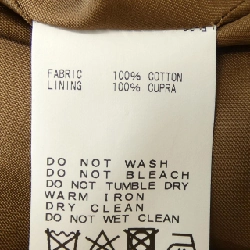 FABRIC 100% COTTON
LINING 100% CUPRA
DO NOT WASH
DO NOT BLEACH
DO NOT TUMBLE DRY
WARM IRON
DRY CLEAN
DO NOT WET CLEAN